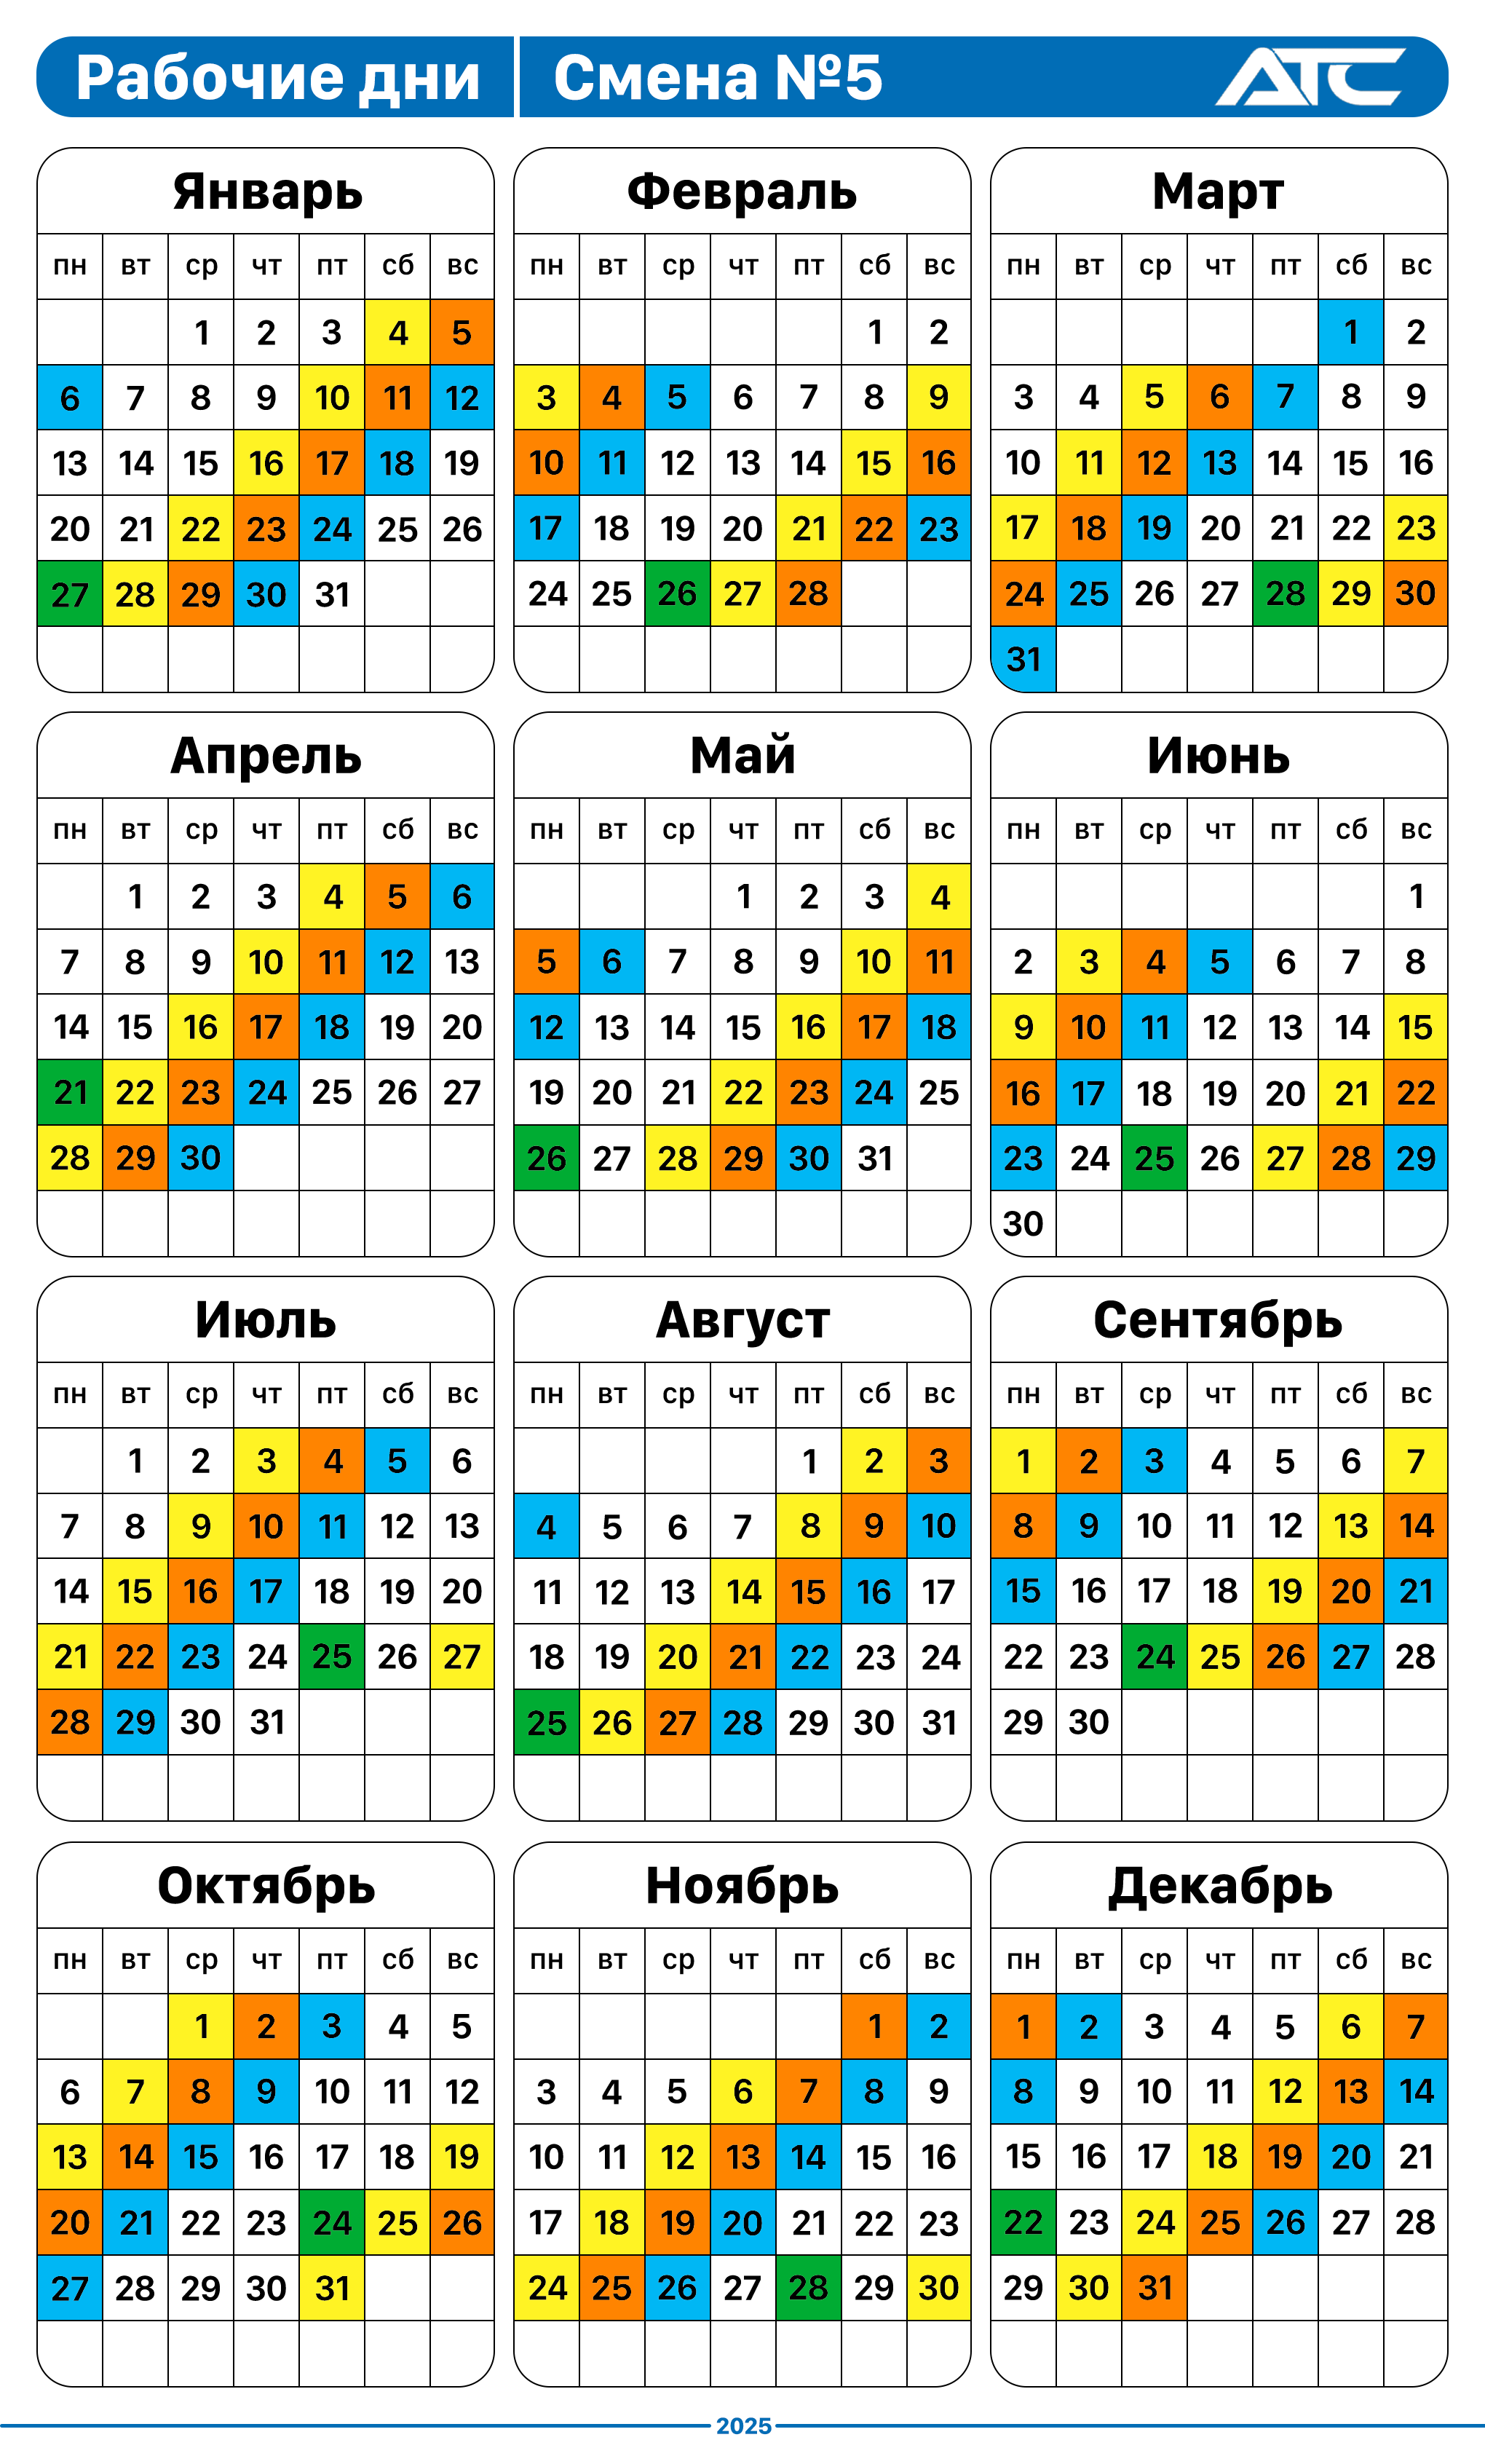 Рабочие дни Смена №5 ATC
Январь
пн вт ср чт пт сб вс
1 2 3 4 5
6 7 8 9 10 11 12
13 14 15 16 17 18 19
20 21 22 23 24 25 26
27 28 29 30 31
Февраль
пн вт ср чт пт сб вс
1 2
3 4 5 6 7 8 9
10 11 12 13 14 15 16
17 18 19 20 21 22 23
24 25 26 27 28
Март
пн вт ср чт пт сб вс
1 2
3 4 5 6 7 8 9
10 11 12 13 14 15 16
17 18 19 20 21 22 23
24 25 26 27 28 29 30
31
Апрель
пн вт ср чт пт сб вс
1 2 3 4 5 6
7 8 9 10 11 12 13
14 15 16 17 18 19 20
21 22 23 24 25 26 27
28 29 30
Май
пн вт ср чт пт сб вс
1 2 3 4
5 6 7 8 9 10 11
12 13 14 15 16 17 18
19 20 21 22 23 24 25
26 27 28 29 30 31
Июнь
пн вт ср чт пт сб вс
1
2 3 4 5 6 7 8
9 10 11 12 13 14 15
16 17 18 19 20 21 22
23 24 25 26 27 28 29
30
Июль
пн вт ср чт пт сб вс
1 2 3 4 5 6
7 8 9 10 11 12 13
14 15 16 17 18 19 20
21 22 23 24 25 26 27
28 29 30 31
Август
пн вт ср чт пт сб вс
1 2 3
4 5 6 7 8 9 10
11 12 13 14 15 16 17
18 19 20 21 22 23 24
25 26 27 28 29 30 31
Сентябрь
пн вт ср чт пт сб вс
1 2 3 4 5 6 7
8 9 10 11 12 13 14
15 16 17 18 19 20 21
22 23 24 25 26 27 28
29 30
Октябрь
пн вт ср чт пт сб вс
1 2 3 4 5
6 7 8 9 10 11 12
13 14 15 16 17 18 19
20 21 22 23 24 25 26
27 28 29 30 31
Ноябрь
пн вт ср чт пт сб вс
1 2
3 4 5 6 7 8 9
10 11 12 13 14 15 16
17 18 19 20 21 22 23
24 25 26 27 28 29 30
Декабрь
пн вт ср чт пт сб вс
1 2 3 4 5 6 7
8 9 10 11 12 13 14
15 16 17 18 19 20 21
22 23 24 25 26 27 28
29 30 31
2025